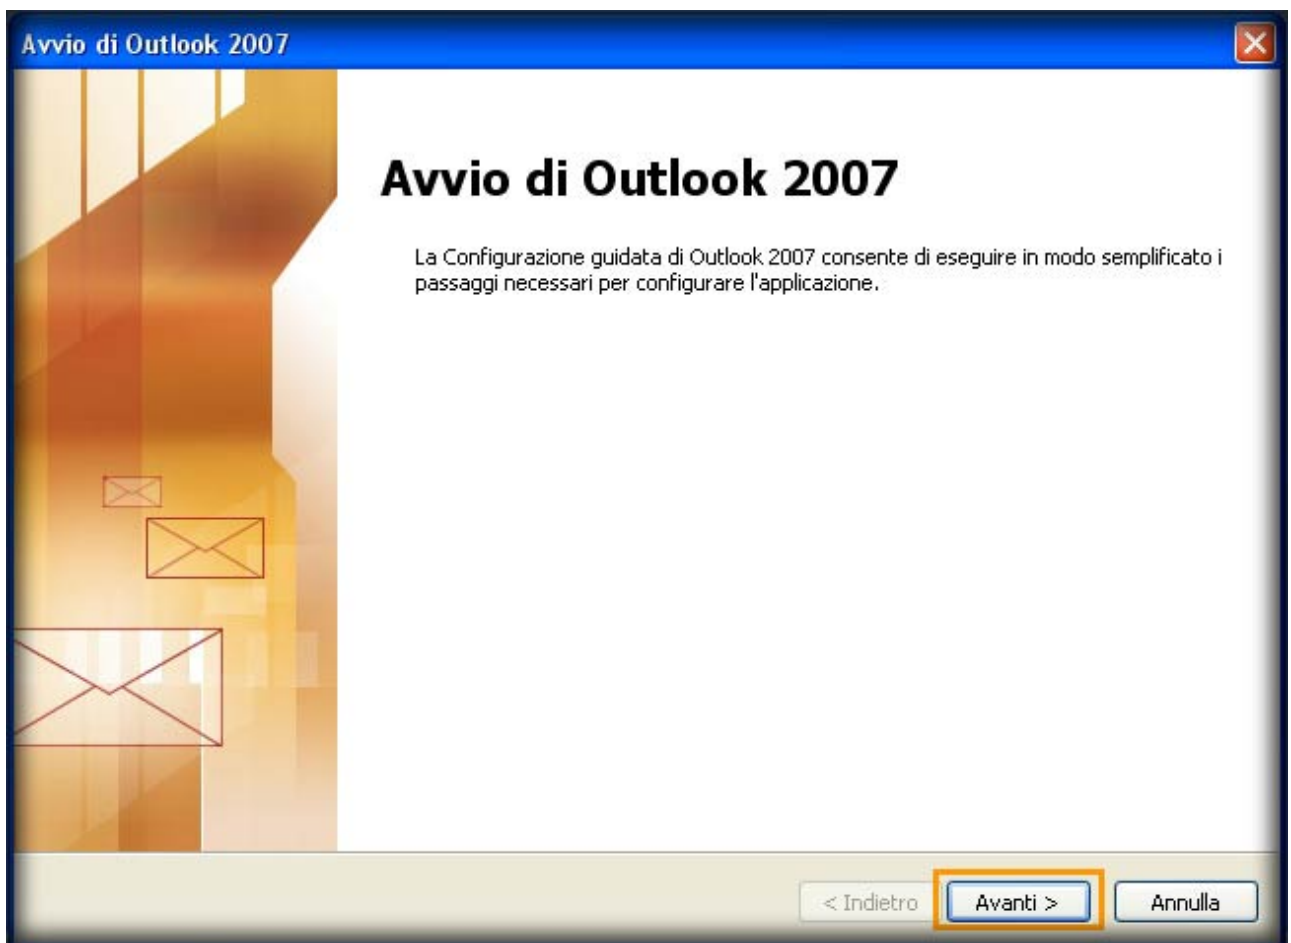 Avvio di Outlook 2007
Avvio di Outlook 2007
La Configurazione guidata di Outlook 2007 consente di eseguire in modo semplificato i
passaggi necessari per configurare l'applicazione.
< Indietro
Avanti >
Annulla